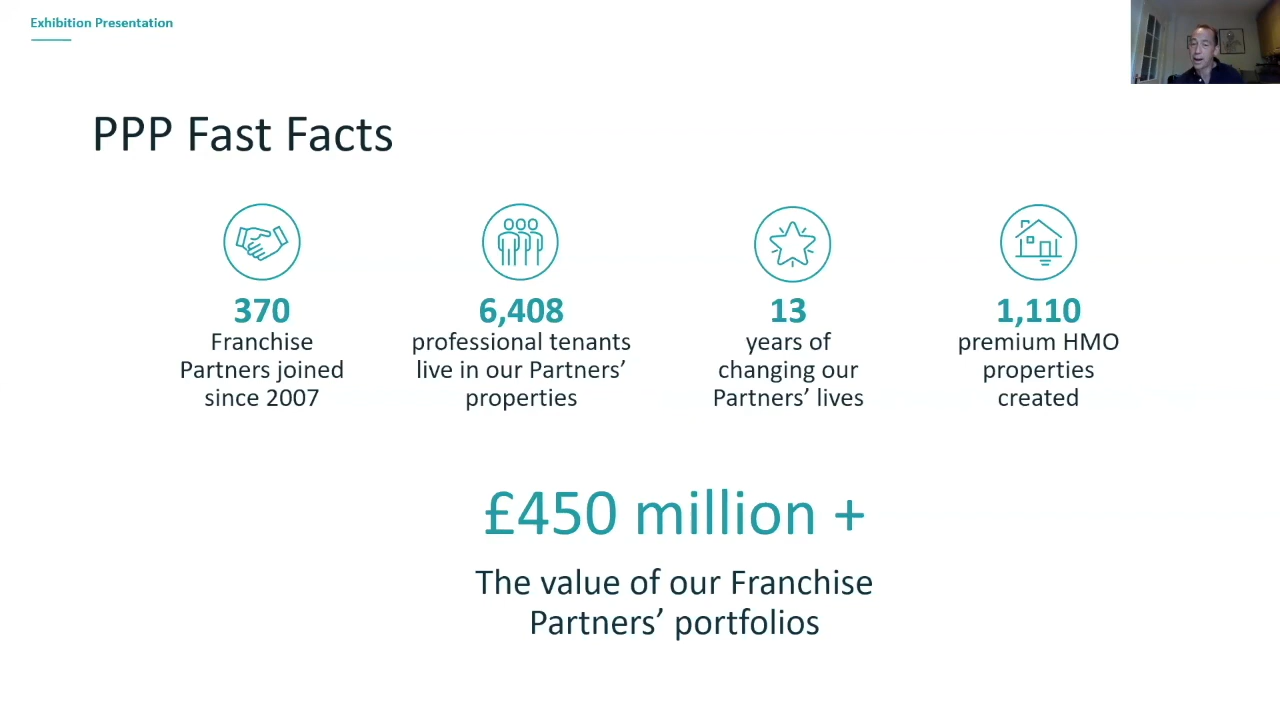 Exhibition Presentation
PPP Fast Facts
370
Franchise
Partners joined
since 2007
6,408
professional tenants
live in our Partners’
properties
13
years of
changing our
Partners’ lives
1,110
premium HMO
properties
created
£450 million +
The value of our Franchise
Partners’ portfolios